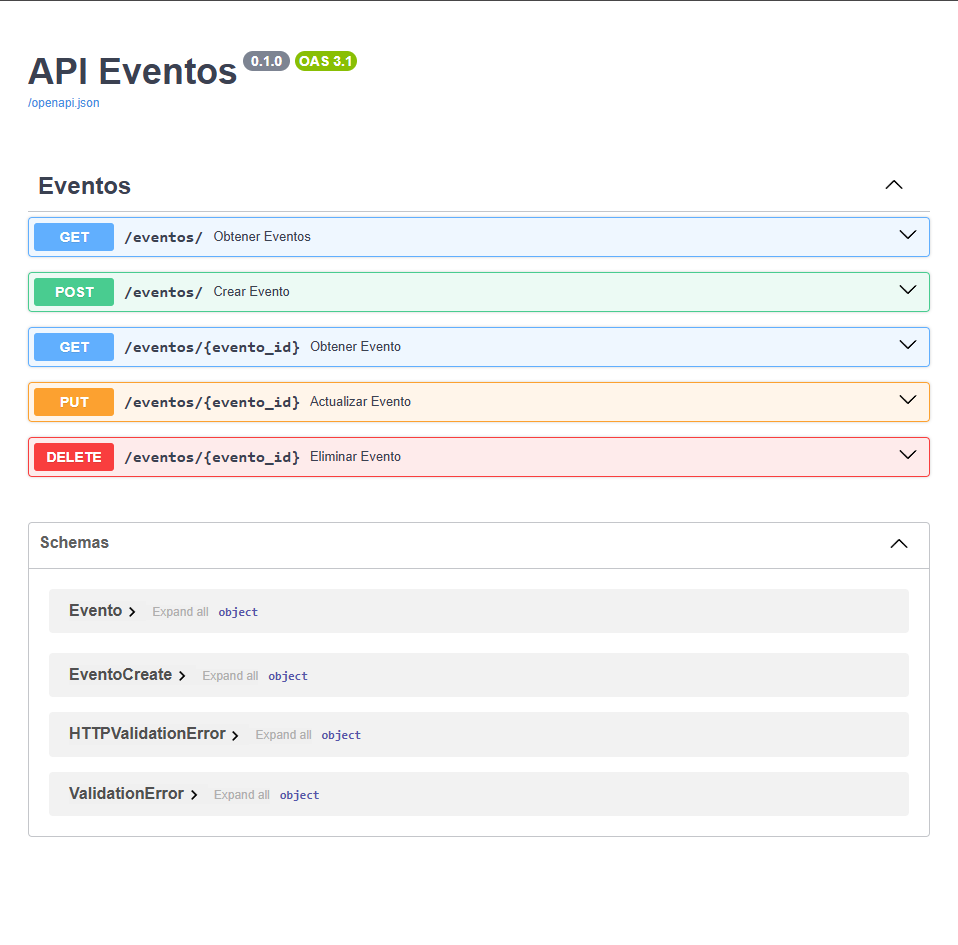 API Eventos 0.1.0 OAS 3.1
/openapi.json
Eventos
GET /eventos/ Obtener Eventos
POST /eventos/ Crear Evento
GET /eventos/{evento_id} Obtener Evento
PUT /eventos/{evento_id} Actualizar Evento
DELETE /eventos/{evento_id} Eliminar Evento
Schemas
Evento Expand all object
EventoCreate Expand all object
HTTPValidationError Expand all object
ValidationError Expand all object